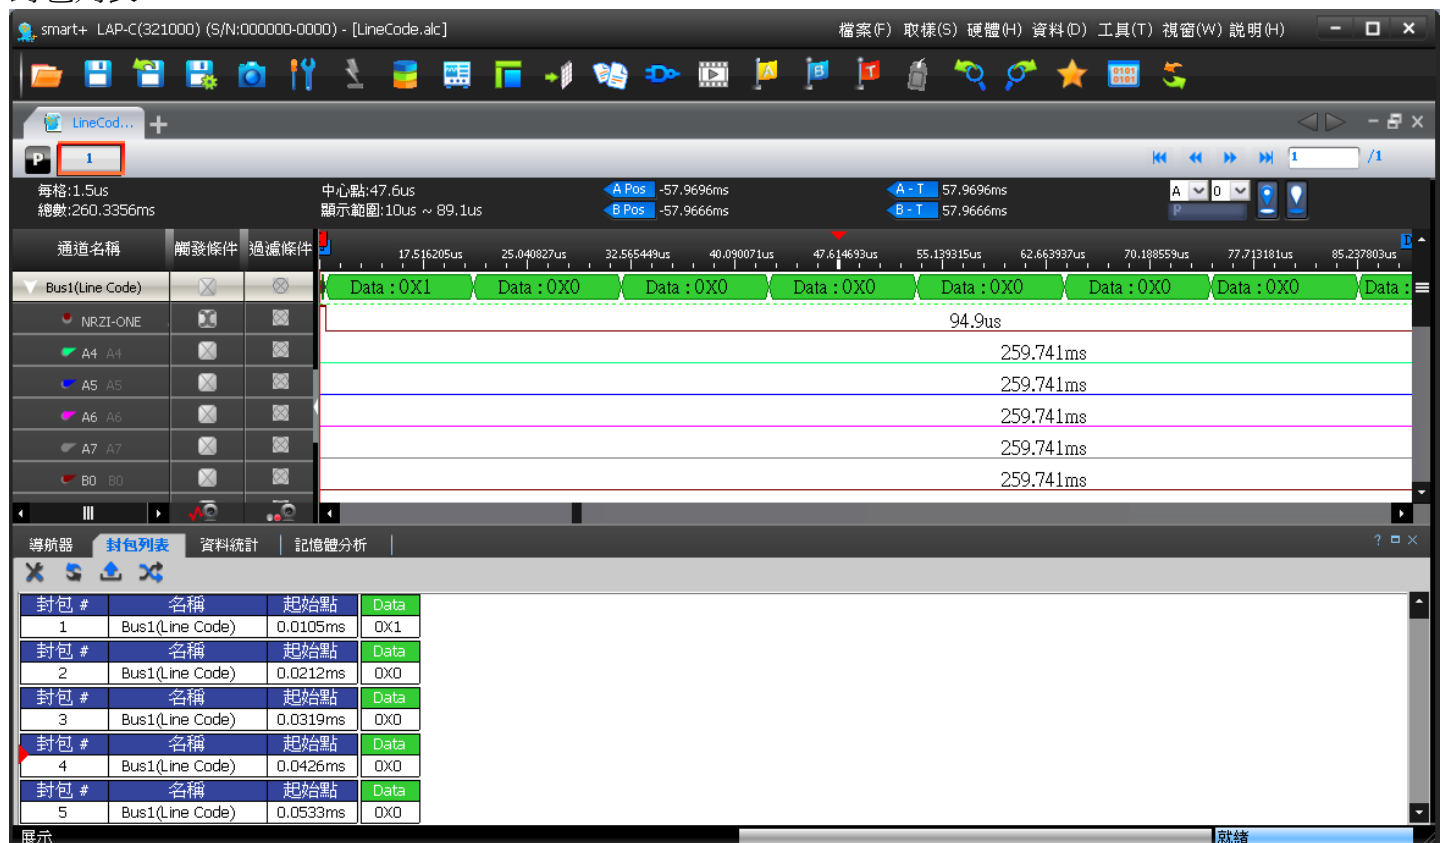 smart+ LAP-C(321000) (S/N:000000-0000) - [LineCode.alc] 檔案(F) 取樣(S) 硬體(H) 資料(D) 工具(T) 視窗(W) 説明(H)
LineCod...
P 1 1 /1
每格:1.5us 中心點:47.6us A Pos -57.9696ms A - T 57.9696ms A 0
總數:260.3356ms 顯示範圍:10us ~ 89.1us B Pos -57.9666ms B - T 57.9666ms P
通道名稱 觸發條件 過濾條件 17.516205us 25.040827us 32.565449us 40.090071us 47.614693us 55.139315us 62.663937us 70.188559us 77.713181us 85.237803us D
Bus1(Line Code) Data : 0X1 Data : 0X0 Data : 0X0 Data : 0X0 Data : 0X0 Data : 0X0 Data : 0X0 Data :
NRZI-ONE 94.9us
A4 A4 259.741ms
A5 A5 259.741ms
A6 A6 259.741ms
A7 A7 259.741ms
B0 B0 259.741ms
導航器 封包列表 資料統計 記憶體分析
封包 # 名稱 起始點 Data
1 Bus1(Line Code) 0.0105ms 0X1
封包 # 名稱 起始點 Data
2 Bus1(Line Code) 0.0212ms 0X0
封包 # 名稱 起始點 Data
3 Bus1(Line Code) 0.0319ms 0X0
封包 # 名稱 起始點 Data
4 Bus1(Line Code) 0.0426ms 0X0
封包 # 名稱 起始點 Data
5 Bus1(Line Code) 0.0533ms 0X0
展示 就緒